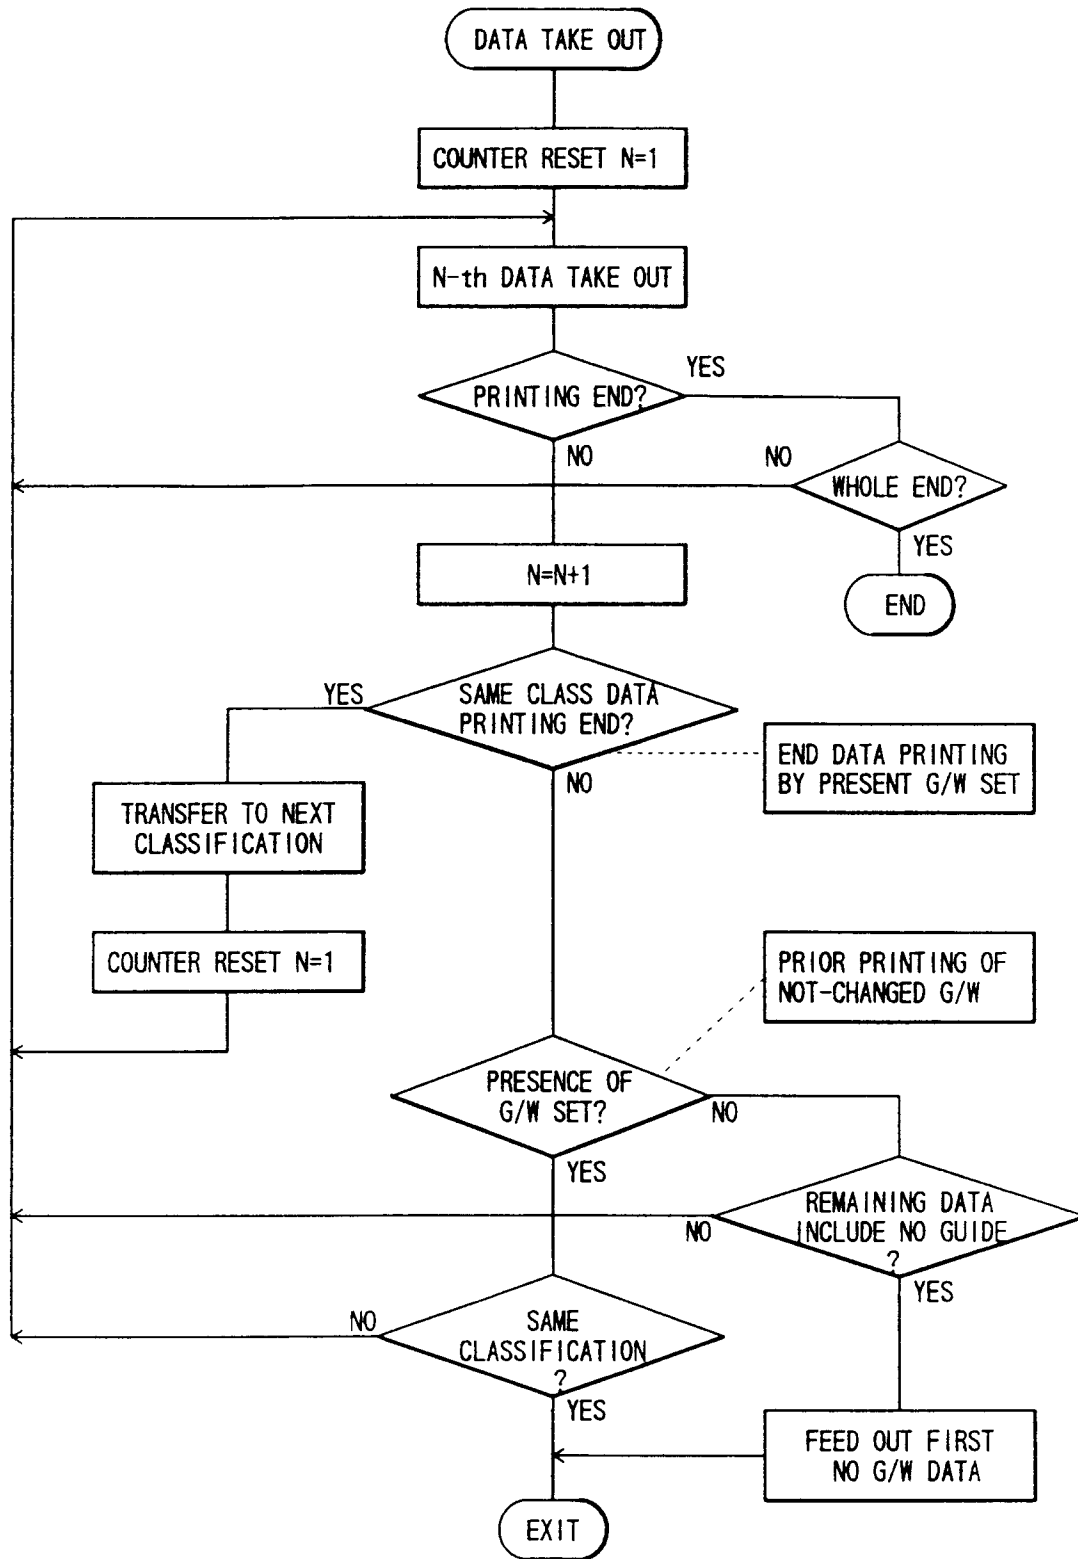 DATA TAKE OUT
COUNTER RESET N=1
N-th DATA TAKE OUT
PRINTING END?
YES
NO
NO
WHOLE END?
YES
END
N=N+1
YES
SAME CLASS DATA
PRINTING END?
NO
END DATA PRINTING
BY PRESENT G/W SET
TRANSFER TO NEXT
CLASSIFICATION
COUNTER RESET N=1
PRIOR PRINTING OF
NOT-CHANGED G/W
PRESENCE OF
G/W SET?
NO
YES
REMAINING DATA
INCLUDE NO GUIDE
?
NO
YES
NO
SAME
CLASSIFICATION
?
YES
FEED OUT FIRST
NO G/W DATA
EXIT